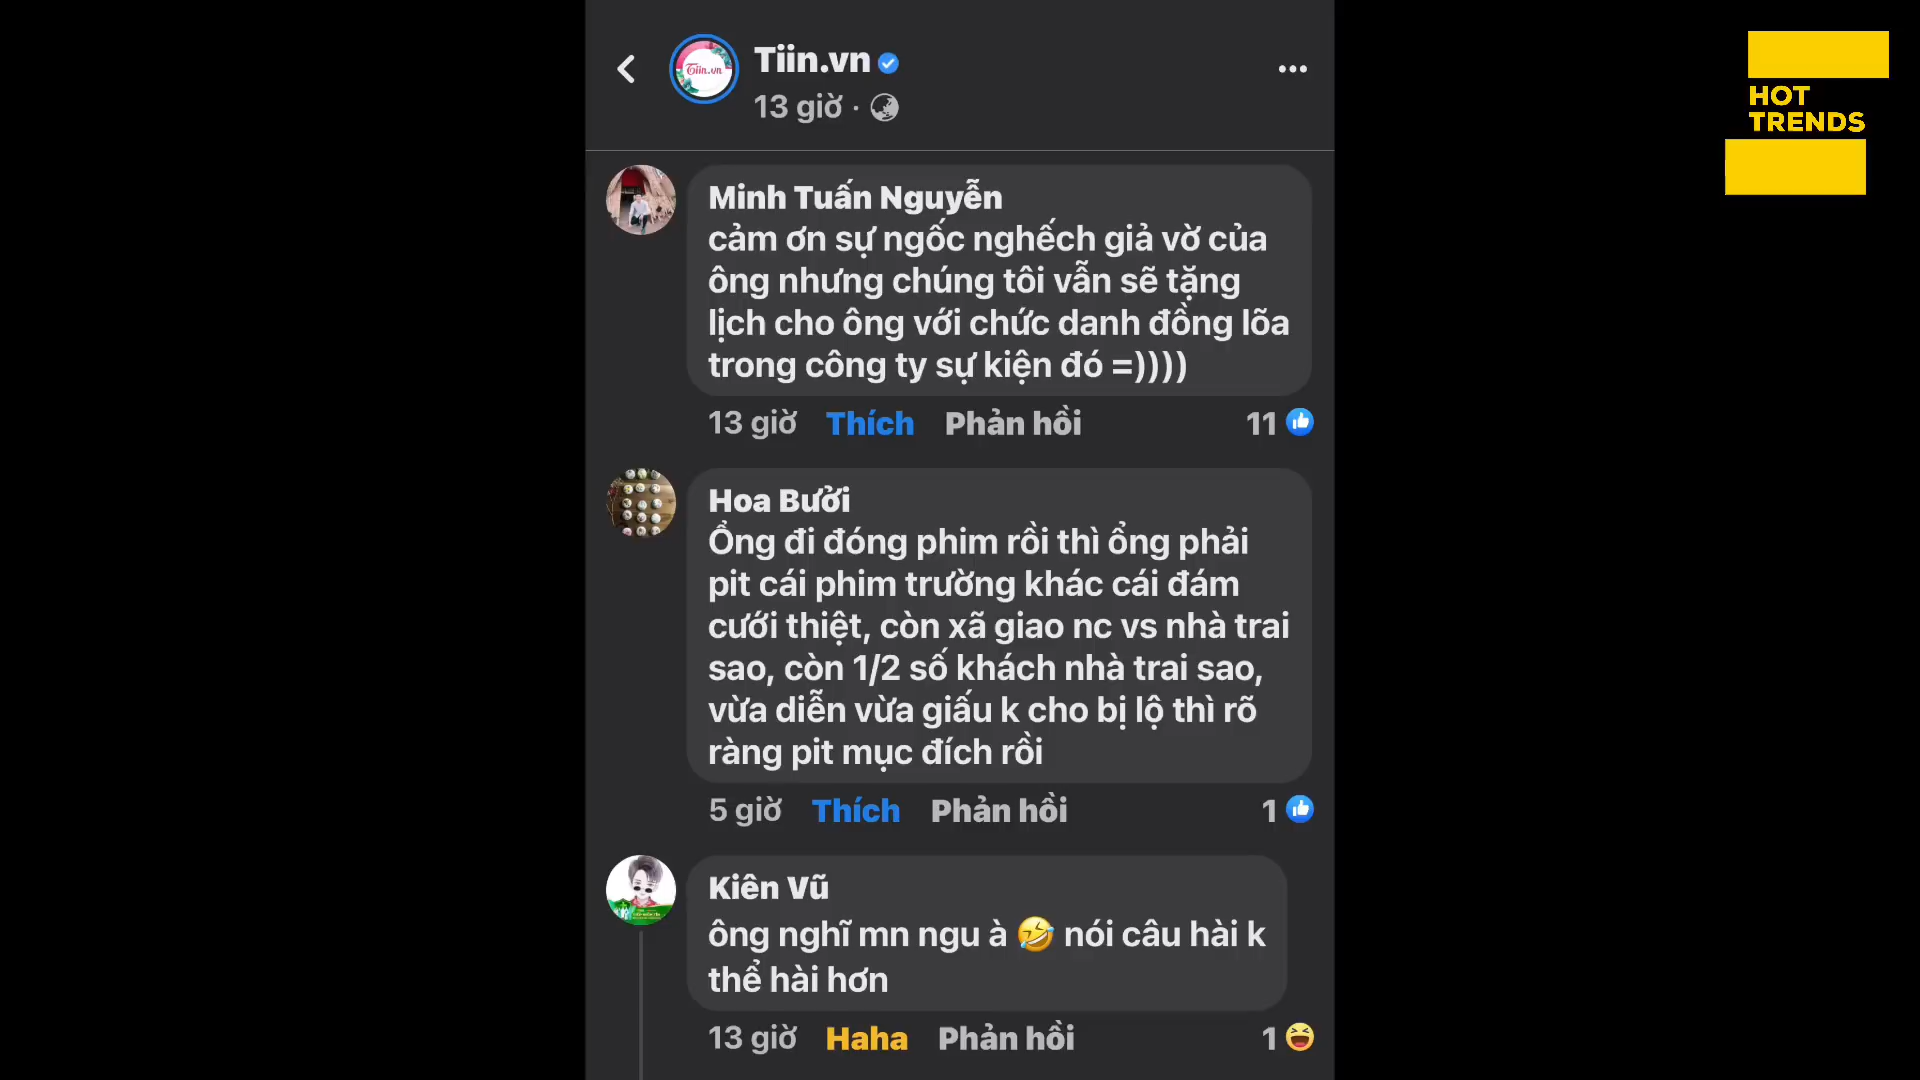 Tiin.vn
Tiin.vn
13 giờ ·
HOT
TRENDS
Minh Tuấn Nguyễn
cảm ơn sự ngốc nghếch giả vờ của
ông nhưng chúng tôi vẫn sẽ tặng
lịch cho ông với chức danh đồng lõa
trong công ty sự kiện đó =))))
13 giờ Thích Phản hồi 11
Hoa Bưởi
Ổng đi đóng phim rồi thì ổng phải
pit cái phim trường khác cái đám
cưới thiệt, còn xã giao nc vs nhà trai
sao, còn 1/2 số khách nhà trai sao,
vừa diễn vừa giấu k cho bị lộ thì rõ
ràng pit mục đích rồi
5 giờ Thích Phản hồi 1
Kiên Vũ
ông nghĩ mn ngu à 🤣 nói câu hài k
thể hài hơn
13 giờ Haha Phản hồi 1